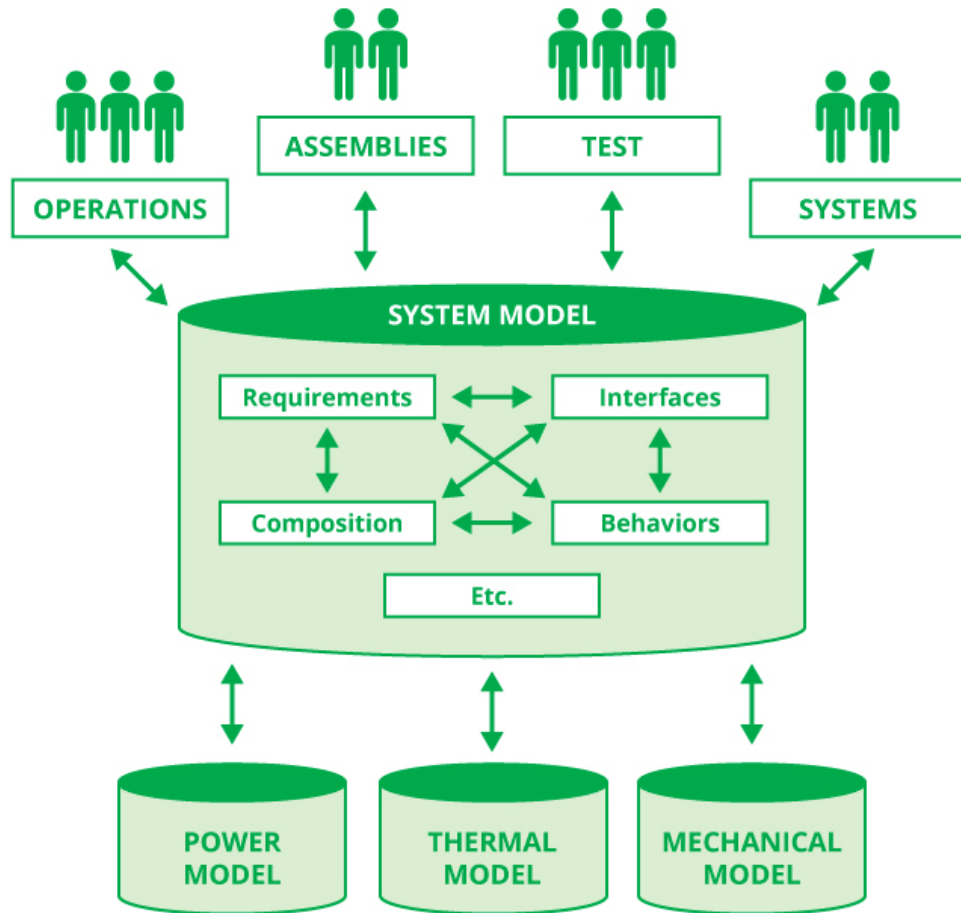 ASSEMBLIES
TEST
OPERATIONS
SYSTEMS
SYSTEM MODEL
Requirements
Interfaces
Composition
Behaviors
Etc.
POWER
MODEL
THERMAL
MODEL
MECHANICAL
MODEL